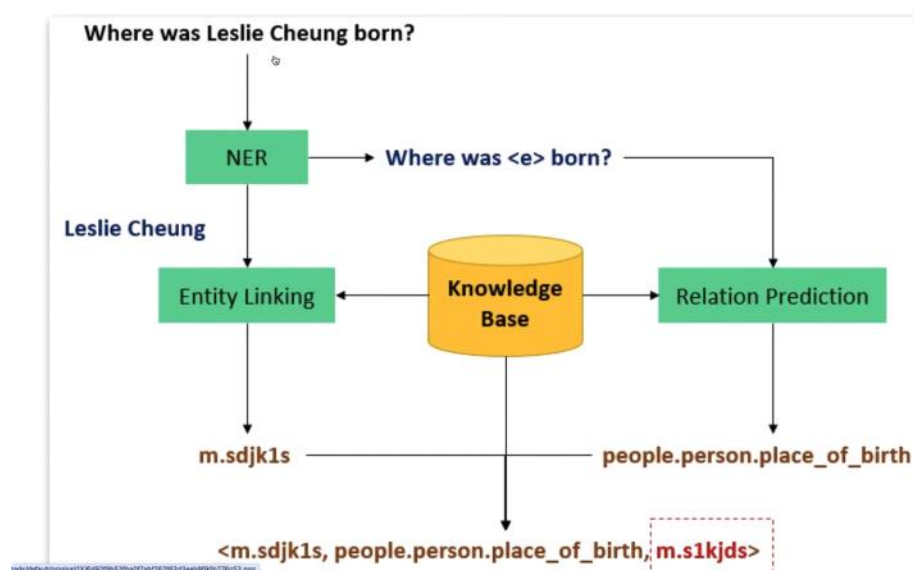 Where was Leslie Cheung born?
NER
Where was <e> born?
Leslie Cheung
Entity Linking
Knowledge
Base
Relation Prediction
m.sdjk1s
people.person.place_of_birth
<m.sdjk1s, people.person.place_of_birth, m.s1kjds>